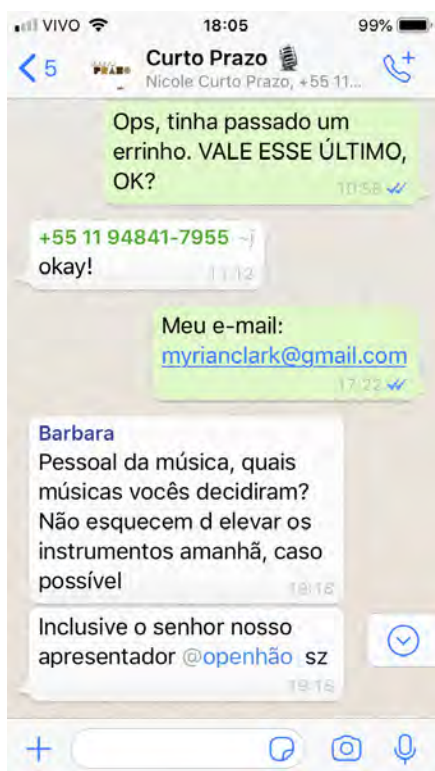 VIVO 18:05 99%
5 Curto Prazo
Nicole Curto Prazo, +55 11...
Ops, tinha passado um
errinho. VALE ESSE ÚLTIMO,
OK?
10:58
+55 11 94841-7955 ~j
okay!
11:12
Meu e-mail:
myrianclark@gmail.com
17:22
Barbara
Pessoal da música, quais
músicas vocês decidiram?
Não esquecem d elevar os
instrumentos amanhã, caso
possível
19:16
Inclusive o senhor nosso
apresentador @openhão sz
19:16